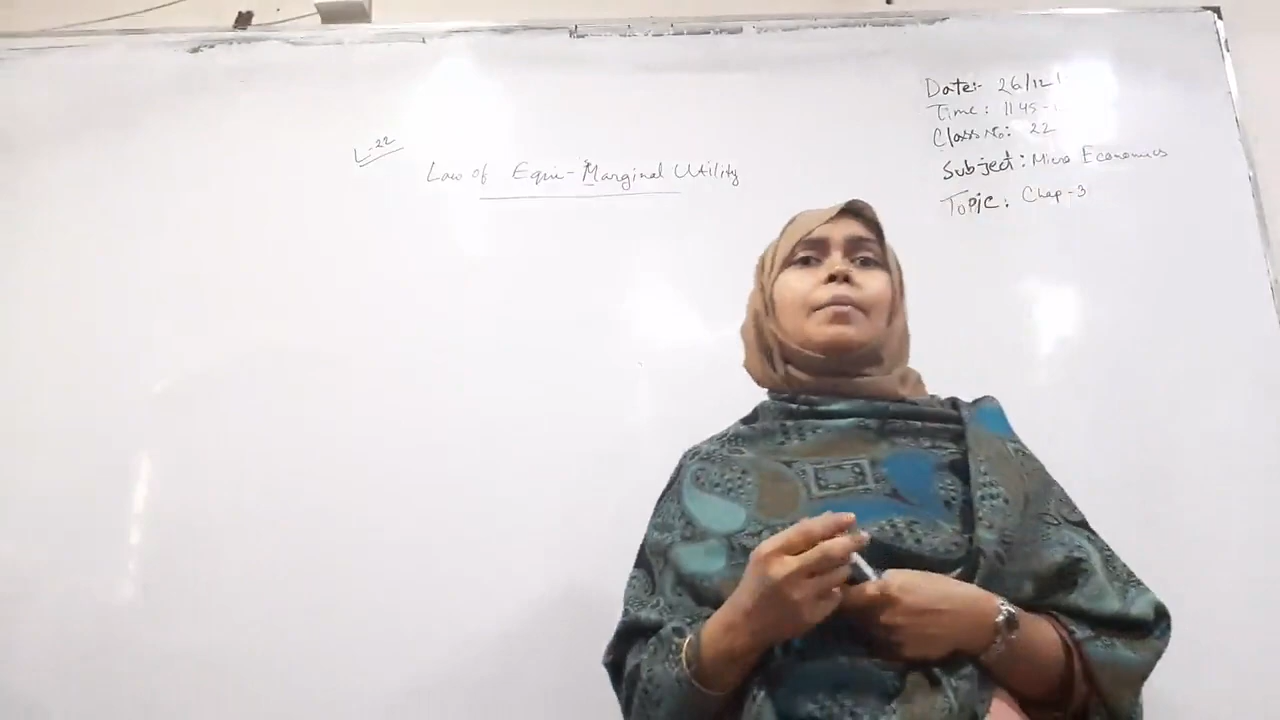 L-22
Law of Equi-Marginal Utility
Date:- 26/12
Time: 11 45-
Class No: 22
Subject: Micro Economics
Topic: Chap-3